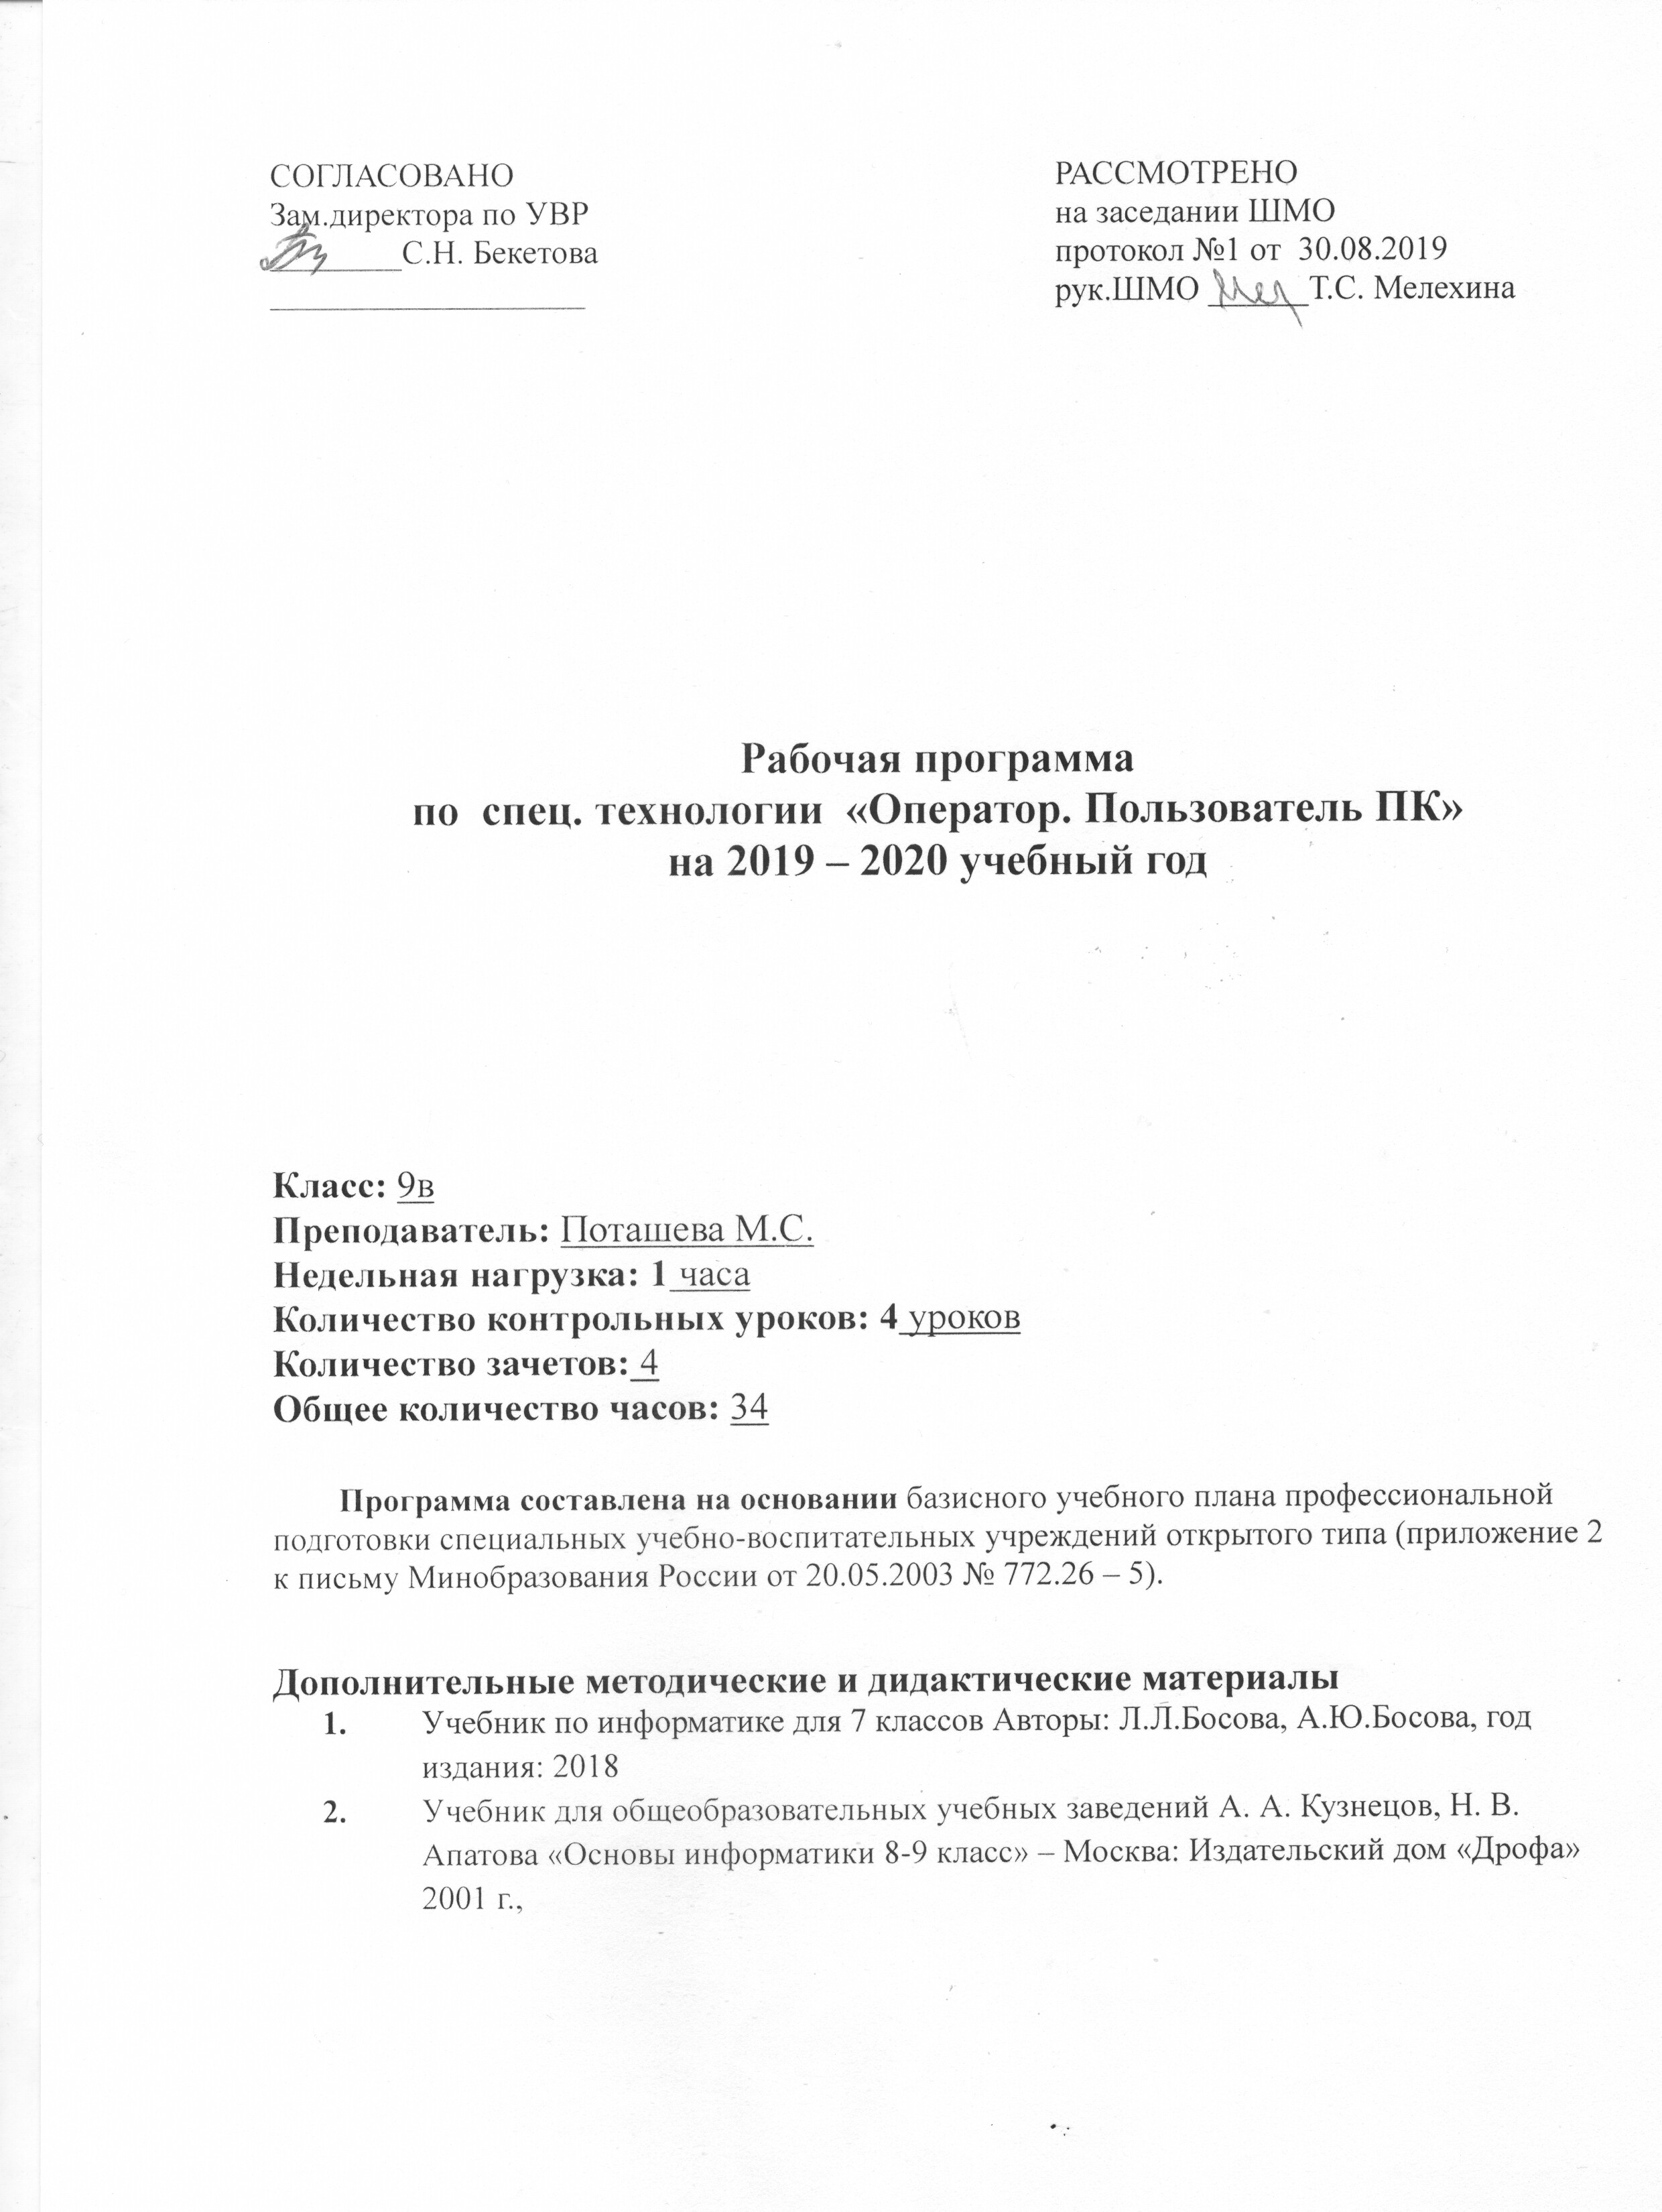 СОГЛАСОВАНО
Зам.директора по УВР
________С.Н. Бекетова
___________________
РАССМОТРЕНО
на заседании ШМО
протокол №1 от  30.08.2019
рук.ШМО ______Т.С. Мелехина
Рабочая программа
по  спец. технологии  «Оператор. Пользователь ПК»
на 2019 – 2020 учебный год
Класс: 9в
Преподаватель: Поташева М.С.
Недельная нагрузка: 1 часа
Количество контрольных уроков: 4 уроков
Количество зачетов: 4
Общее количество часов: 34
Программа составлена на основании базисного учебного плана профессиональной
подготовки специальных учебно-воспитательных учреждений открытого типа (приложение 2
к письму Минобразования России от 20.05.2003 № 772.26 – 5).
Дополнительные методические и дидактические материалы
1. Учебник по информатике для 7 классов Авторы: Л.Л.Босова, А.Ю.Босова, год
издания: 2018
2. Учебник для общеобразовательных учебных заведений А. А. Кузнецов, Н. В.
Апатова «Основы информатики 8-9 класс» – Москва: Издательский дом «Дрофа»
2001 г.,